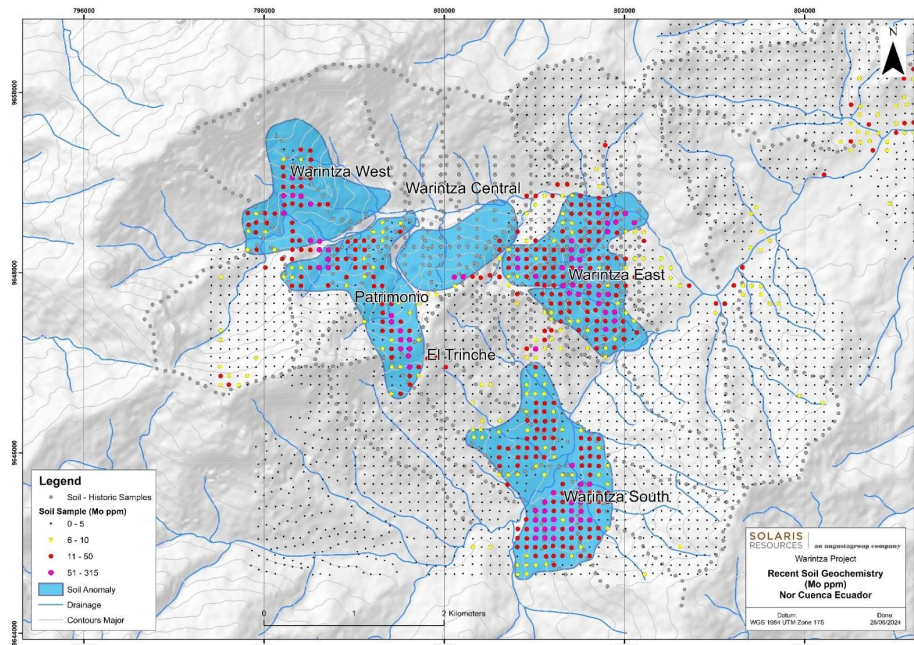 796000
798000
800000
802000
804000
N
9650000
Warintza West
Warintza Central
9648000
Warintza East
Patrimonio
El Trinche
9646000
Warintza South
Legend
Soil - Historic Samples
Soil Sample (Mo ppm)
0 - 5
6 - 10
11 - 50
51 - 315
Soil Anomaly
Drainage
Contours Major
0 2 Kilometers
SOLARIS
RESOURCES an augustagroup company
Warintza Project
Recent Soil Geochemistry
(Mo ppm)
Nor Cuenca Ecuador
Datum: Done:
WGS 1984 UTM Zone 17S 26/06/2024
9644000